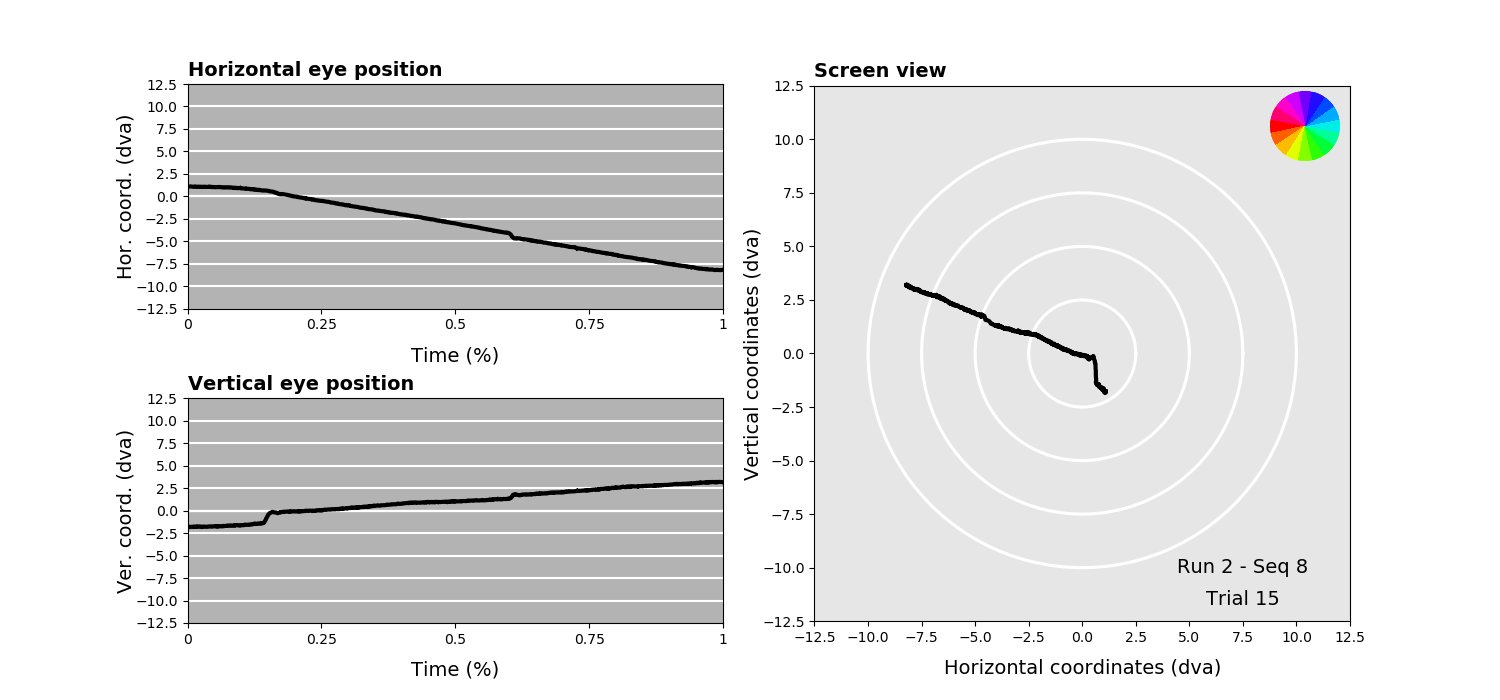 Horizontal eye position
12.5
10.0
7.5
5.0
2.5
0.0
−2.5
−5.0
−7.5
−10.0
−12.5
Hor. coord. (dva)
0 0.25 0.5 0.75 1
Time (%)
Vertical eye position
12.5
10.0
7.5
5.0
2.5
0.0
−2.5
−5.0
−7.5
−10.0
−12.5
Ver. coord. (dva)
0 0.25 0.5 0.75 1
Time (%)
Screen view
12.5
10.0
7.5
5.0
2.5
0.0
−2.5
−5.0
−7.5
−10.0
−12.5
Vertical coordinates (dva)
Run 2 - Seq 8
Trial 15
−12.5 −10.0 −7.5 −5.0 −2.5 0.0 2.5 5.0 7.5 10.0 12.5
Horizontal coordinates (dva)